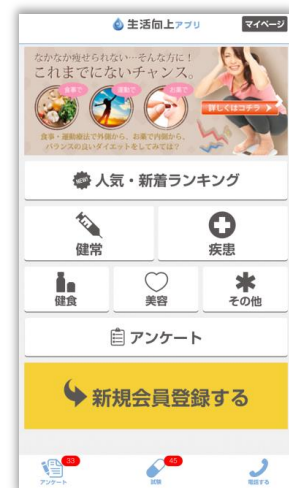 生活向上アプリ
マイページ
なかなか痩せられない…そんな方に!
これまでにないチャンス。
食事で
運動で
お薬で
詳しくはコチラ
食事・運動療法で外側から、お薬で内側から、
バランスの良いダイエットをしてみては?
NEW! 人気・新着ランキング
健常
疾患
健食
美容
その他
アンケート
新規会員登録する
33
45
アンケート
試験
相談する